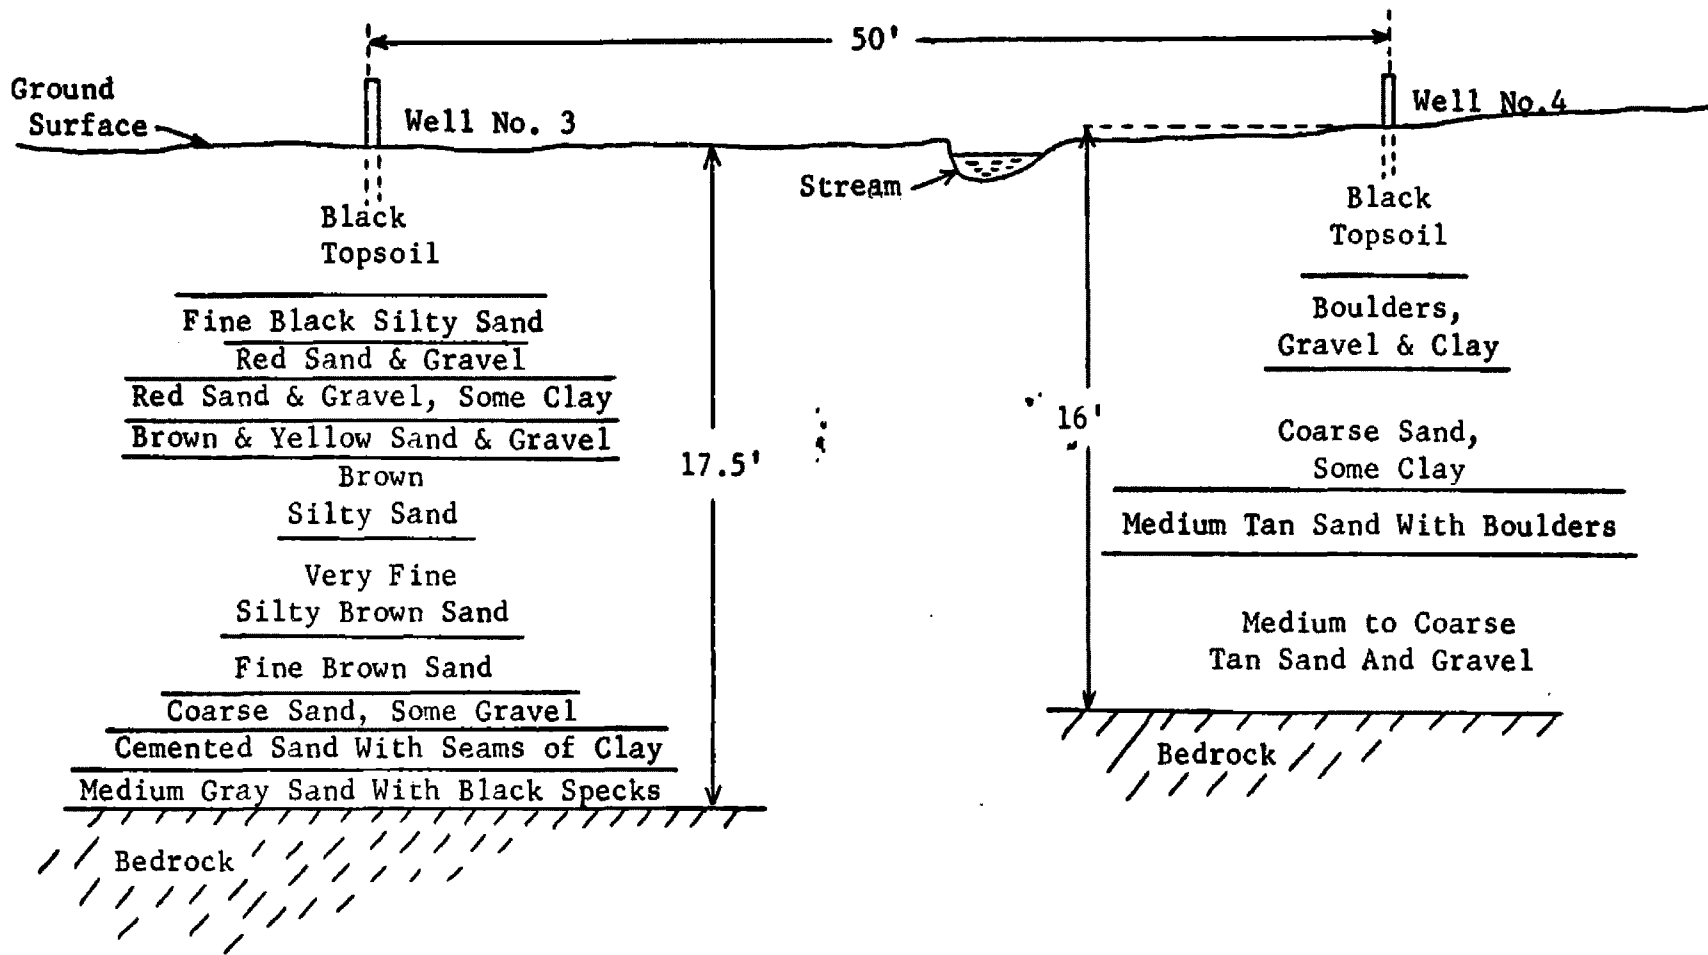 50'
Ground
Surface
Well No. 3
Well No.4
Stream
Black
Topsoil
Fine Black Silty Sand
Red Sand & Gravel
Red Sand & Gravel, Some Clay
Brown & Yellow Sand & Gravel
Brown
Silty Sand
Very Fine
Silty Brown Sand
Fine Brown Sand
Coarse Sand, Some Gravel
Cemented Sand With Seams of Clay
Medium Gray Sand With Black Specks
Bedrock
17.5'
16'
Black
Topsoil
Boulders,
Gravel & Clay
Coarse Sand,
Some Clay
Medium Tan Sand With Boulders
Medium to Coarse
Tan Sand And Gravel
Bedrock